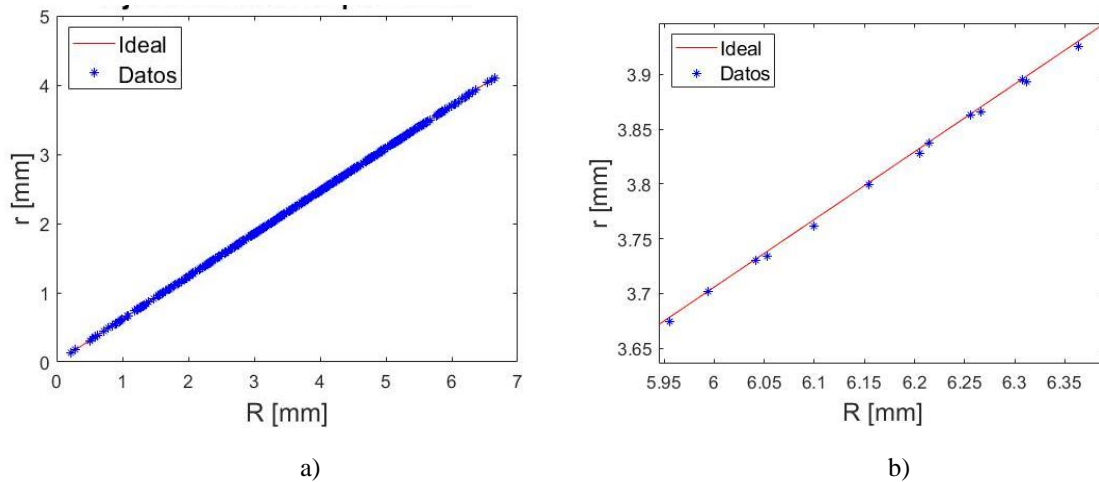 5
4
3
2
1
0
r [mm]
Ideal
Datos
0 1 2 3 4 5 6 7
R [mm]
a)
3.9
3.85
3.8
3.75
3.7
3.65
r [mm]
Ideal
Datos
5.95 6 6.05 6.1 6.15 6.2 6.25 6.3 6.35
R [mm]
b)